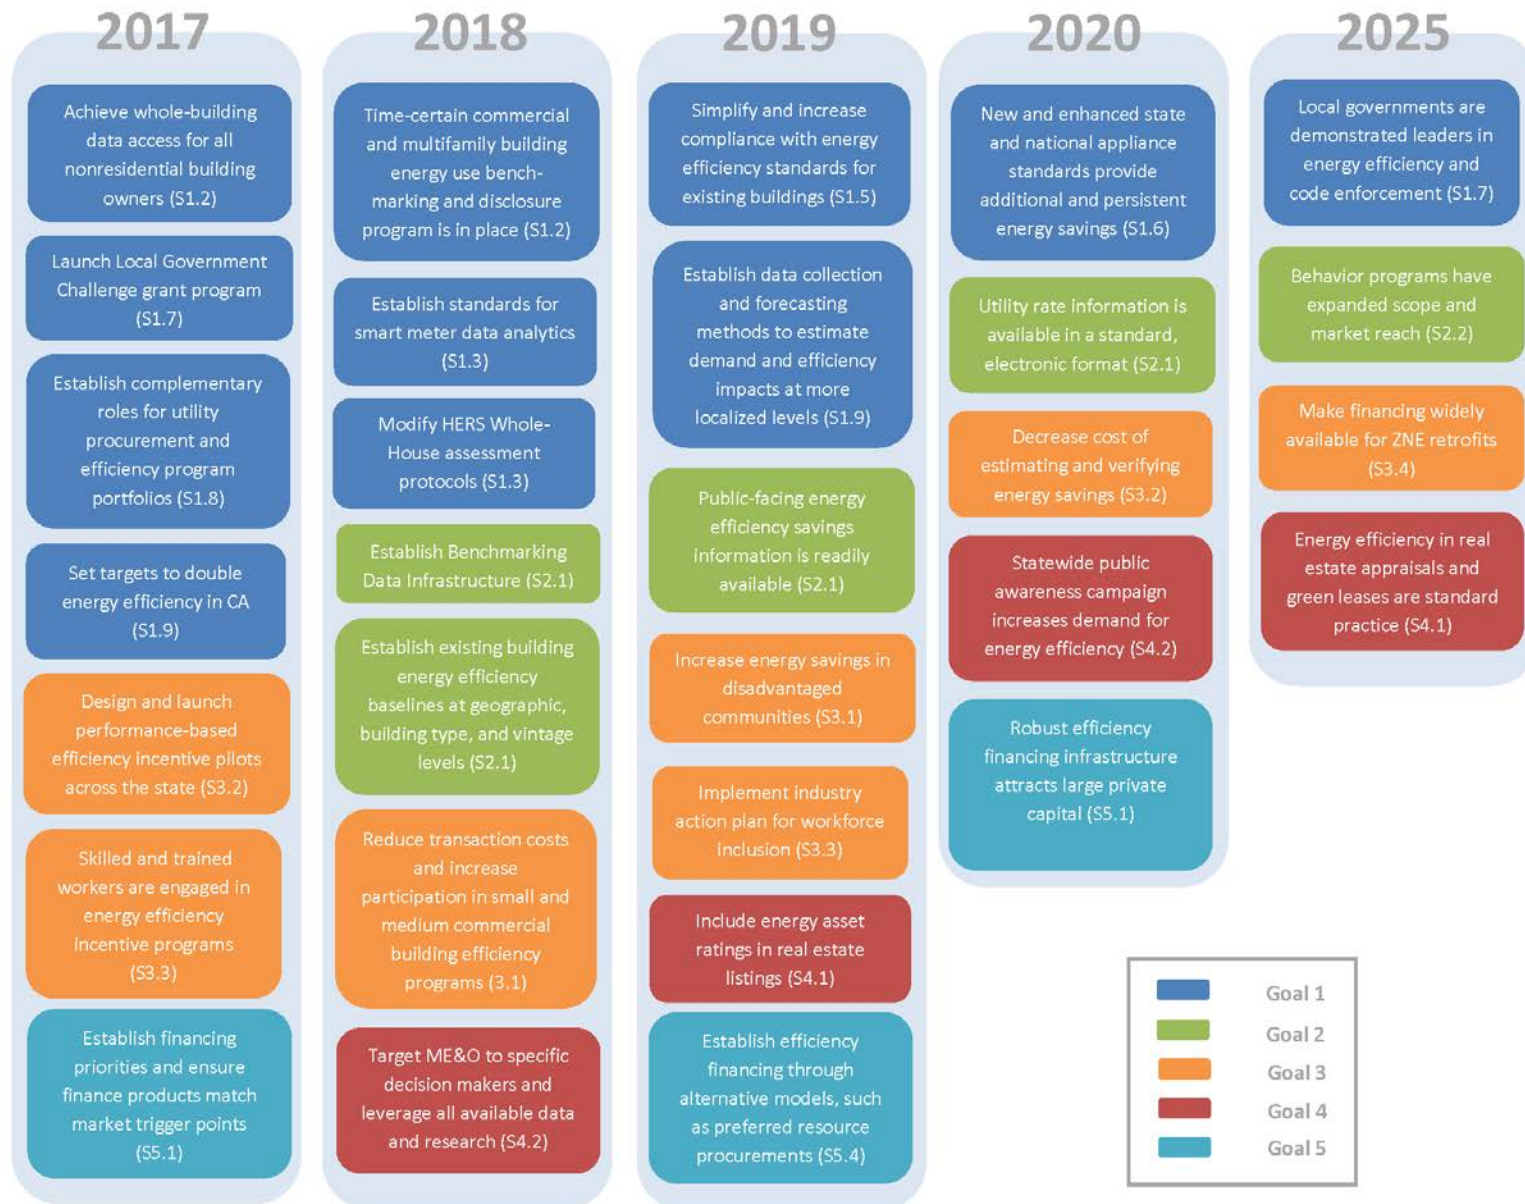 2017
Achieve whole-building
data access for all
nonresidential building
owners (S1.2)
Launch Local Government
Challenge grant program
(S1.7)
Establish complementary
roles for utility
procurement and
efficiency program
portfolios (S1.8)
Set targets to double
energy efficiency in CA
(S1.9)
Design and launch
performance-based
efficiency incentive pilots
across the state (S3.2)
Skilled and trained
workers are engaged in
energy efficiency
incentive programs
(S3.3)
Establish financing
priorities and ensure
finance products match
market trigger points
(S5.1)
2018
Time-certain commercial
and multifamily building
energy use bench-
marking and disclosure
program is in place (S1.2)
Establish standards for
smart meter data analytics
(S1.3)
Modify HERS Whole-
House assessment
protocols (S1.3)
Establish Benchmarking
Data Infrastructure (S2.1)
Establish existing building
energy efficiency
baselines at geographic,
building type, and vintage
levels (S2.1)
Reduce transaction costs
and increase
participation in small and
medium commercial
building efficiency
programs (3.1)
Target ME&O to specific
decision makers and
leverage all available data
and research (S4.2)
2019
Simplify and increase
compliance with energy
efficiency standards for
existing buildings (S1.5)
Establish data collection
and forecasting
methods to estimate
demand and efficiency
impacts at more
localized levels (S1.9)
Public-facing energy
efficiency savings
information is readily
available (S2.1)
Increase energy savings in
disadvantaged
communities (S3.1)
Implement industry
action plan for workforce
inclusion (S3.3)
Include energy asset
ratings in real estate
listings (S4.1)
Establish efficiency
financing through
alternative models, such
as preferred resource
procurements (S5.4)
2020
New and enhanced state
and national appliance
standards provide
additional and persistent
energy savings (S1.6)
Utility rate information is
available in a standard,
electronic format (S2.1)
Decrease cost of
estimating and verifying
energy savings (S3.2)
Statewide public
awareness campaign
increases demand for
energy efficiency (S4.2)
Robust efficiency
financing infrastructure
attracts large private
capital (S5.1)
2025
Local governments are
demonstrated leaders in
energy efficiency and
code enforcement (S1.7)
Behavior programs have
expanded scope and
market reach (S2.2)
Make financing widely
available for ZNE retrofits
(S3.4)
Energy efficiency in real
estate appraisals and
green leases are standard
practice (S4.1)
Goal 1
Goal 2
Goal 3
Goal 4
Goal 5